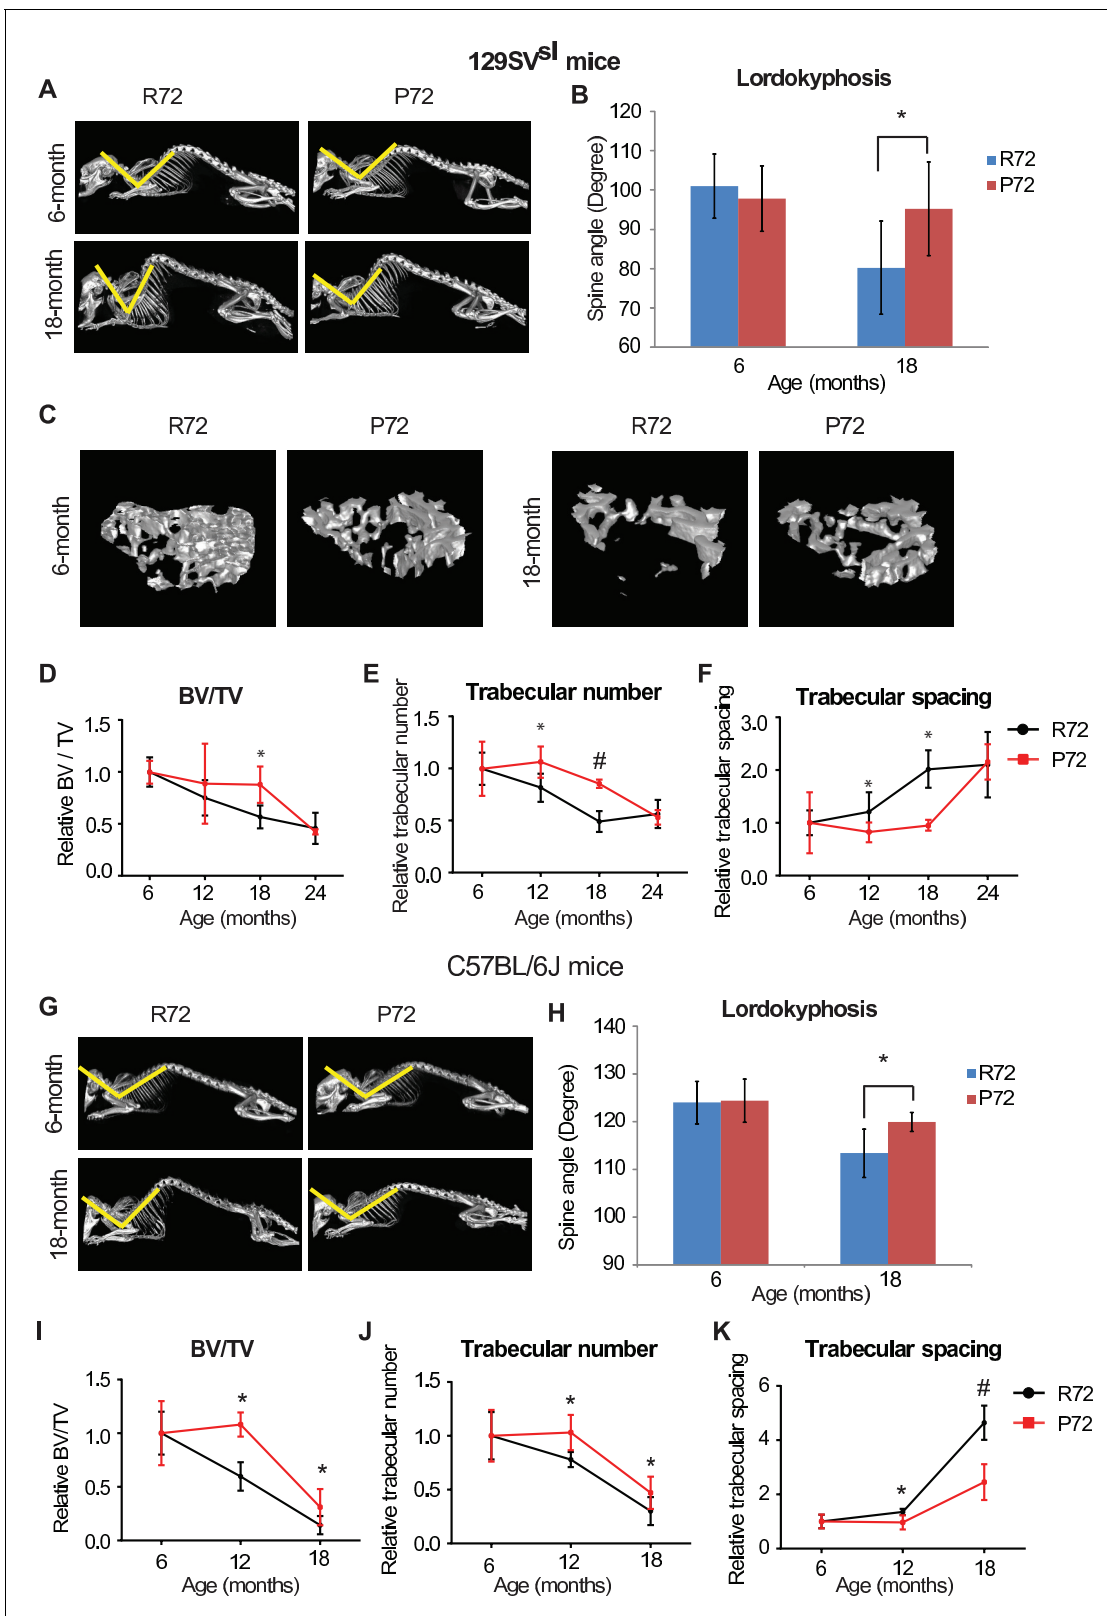 129SV^sl mice
A
R72
P72
6-month
18-month
B
Lordokyphosis
Spine angle (Degree)
120
110
100
90
80
70
60
*
R72
P72
6
18
Age (months)
C
R72
P72
R72
P72
6-month
18-month
D
BV/TV
Relative BV / TV
1.5
1.0
0.5
0.0
*
6
12
18
24
Age (months)
E
Trabecular number
Relative trabecular number
1.5
1.0
0.5
0.0
*
#
6
12
18
24
Age (months)
F
Trabecular spacing
Relative trabecular spacing
3.0
2.0
1.0
0.0
*
*
R72
P72
6
12
18
24
Age (months)
C57BL/6J mice
G
R72
P72
6-month
18-month
H
Lordokyphosis
Spine angle (Degree)
140
130
120
110
100
90
*
R72
P72
6
18
Age (months)
I
BV/TV
Relative BV/TV
1.5
1.0
0.5
0.0
*
*
6
12
18
Age (months)
J
Trabecular number
Relative trabecular number
1.5
1.0
0.5
0.0
*
*
6
12
18
Age (months)
K
Trabecular spacing
Relative trabecular spacing
6
4
2
0
*
#
R72
P72
6
12
18
Age (months)